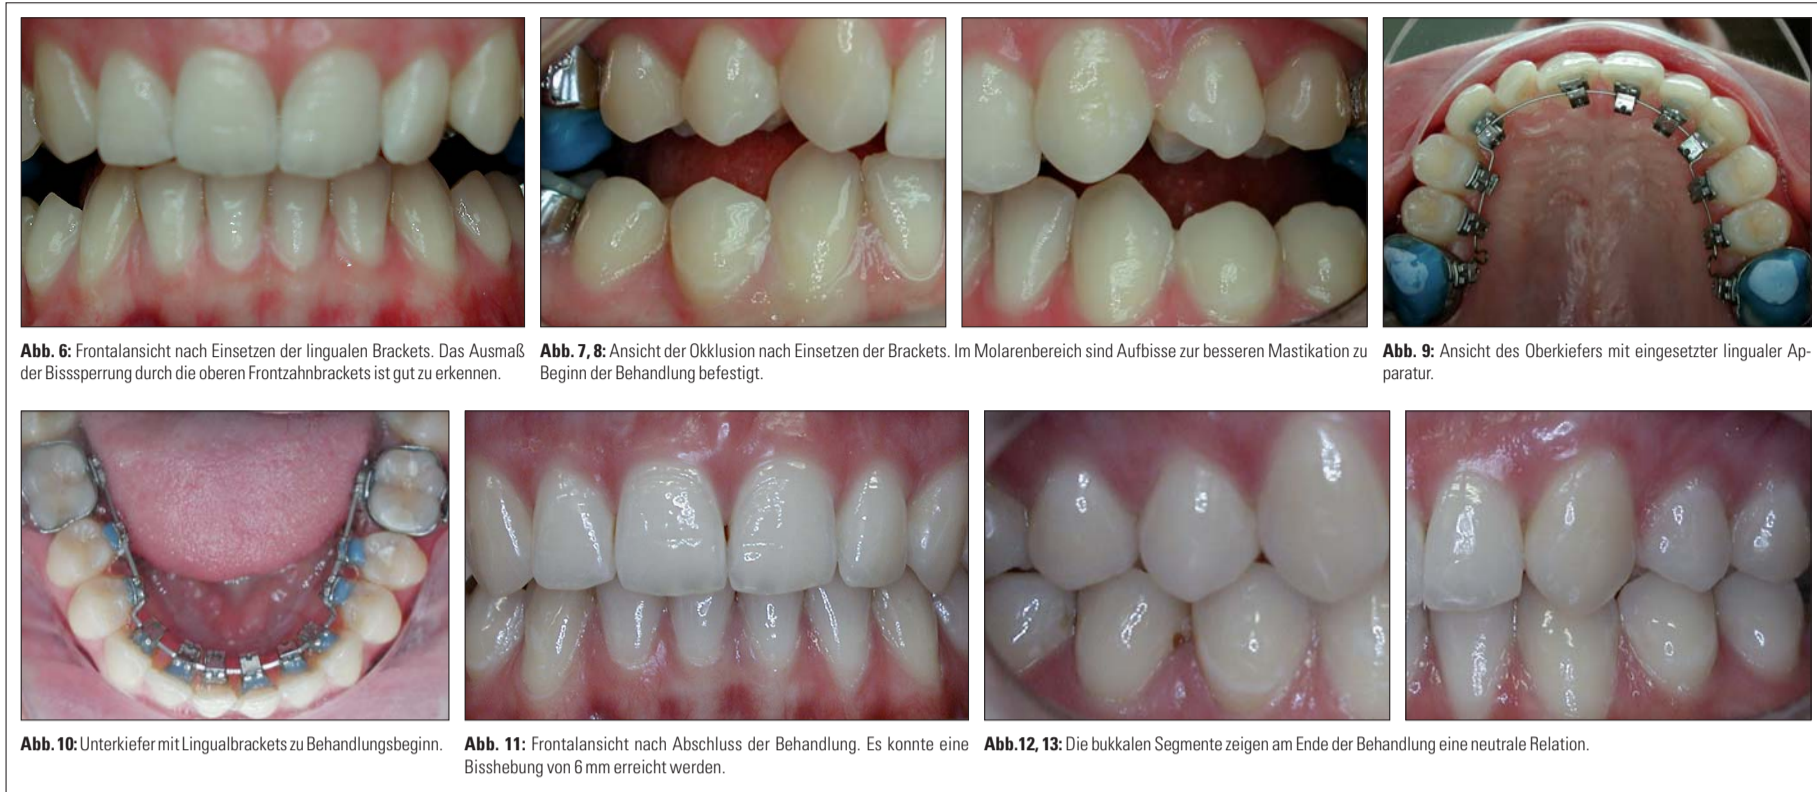 Abb. 6: Frontalansicht nach Einsetzen der lingualen Brackets. Das Ausmaß
der Bisssperrung durch die oberen Frontzahnbrackets ist gut zu erkennen.
Abb. 7, 8: Ansicht der Okklusion nach Einsetzen der Brackets. Im Molarenbereich sind Aufbisse zur besseren Mastikation zu
Beginn der Behandlung befestigt.
Abb. 9: Ansicht des Oberkiefers mit eingesetzter lingualer Ap-
paratur.
Abb. 10: Unterkiefer mit Lingualbrackets zu Behandlungsbeginn.
Abb. 11: Frontalansicht nach Abschluss der Behandlung. Es konnte eine
Bisshebung von 6 mm erreicht werden.
Abb.12, 13: Die bukkalen Segmente zeigen am Ende der Behandlung eine neutrale Relation.